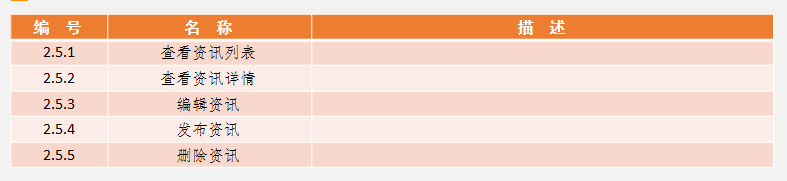 编 号 名 称 描 述
2.5.1 查看资讯列表
2.5.2 查看资讯详情
2.5.3 编辑资讯
2.5.4 发布资讯
2.5.5 删除资讯